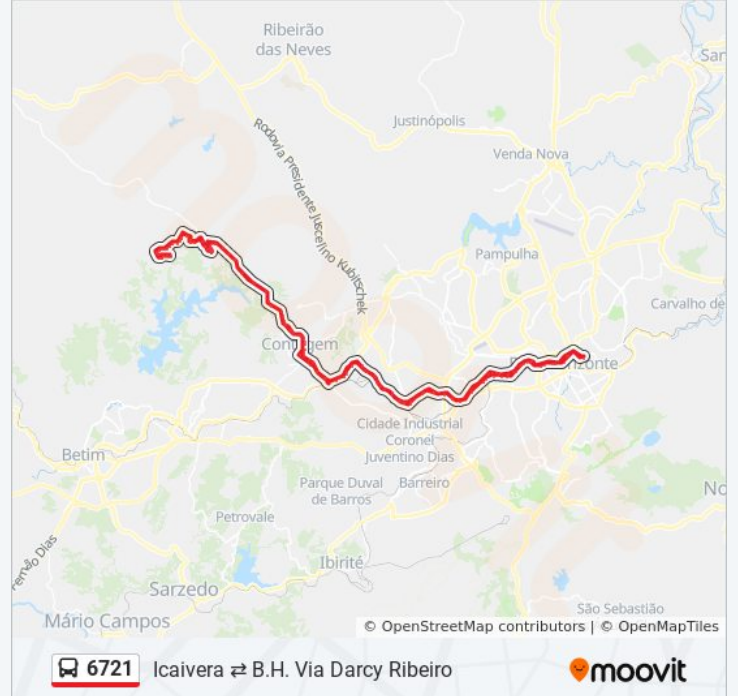 Ribeirão
das Neves
San
Justinópolis
Rodovia Presidente Juscelino Kubitschek
Venda Nova
Pampulha
Carvalho de
Contagem
Cidade Industrial
Coronel
Juventino Dias
Betim
Parque Duval
de Barros
Barreiro
No
Petrovale
Ibirité
Sarzedo
São Sebastião
Mário Campos
© OpenStreetMap contributors | © OpenMapTiles
6721 Icaivera ⇄ B.H. Via Darcy Ribeiro
moovit